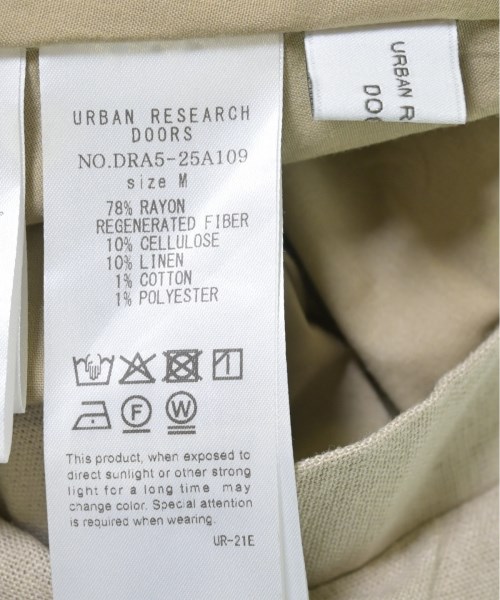 URBAN RESEARCH
DOORS
NO.DRA5-25A109
size M
78% RAYON
REGENERATED FIBER
10% CELLULOSE
10% LINEN
1% COTTON
1% POLYESTER
F
W
This product, when exposed to
direct sunlight or other strong
light for a long time may
change color. Special attention
is required when wearing.
UR-21E
URBAN R
DO